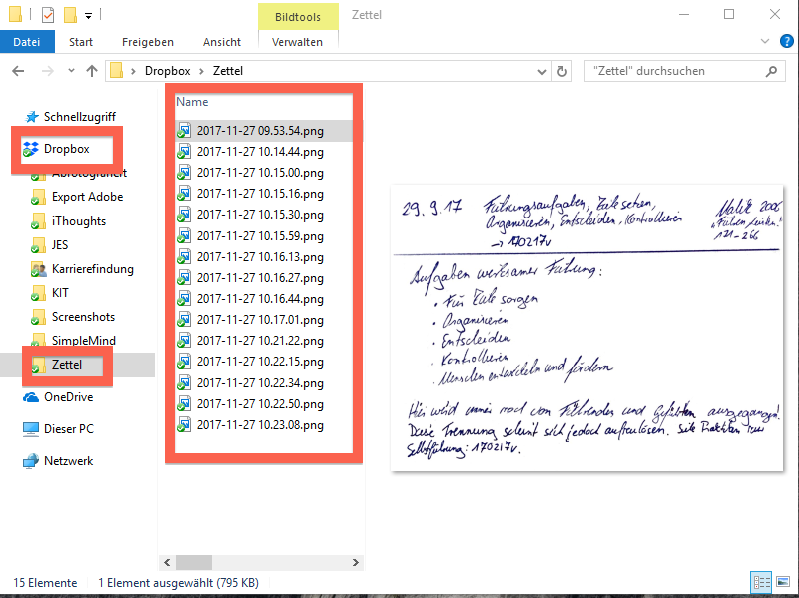 Bildtools
Zettel
Datei
Start
Freigeben
Ansicht
Verwalten
?
Dropbox
Zettel
"Zettel" durchsuchen
Schnellzugriff
Dropbox
Export Adobe
iThoughts
JES
Karrierefindung
KIT
Screenshots
SimpleMind
Zettel
OneDrive
Dieser PC
Netzwerk
Name
2017-11-27 09.53.54.png
2017-11-27 10.14.44.png
2017-11-27 10.15.00.png
2017-11-27 10.15.16.png
2017-11-27 10.15.30.png
2017-11-27 10.15.59.png
2017-11-27 10.16.13.png
2017-11-27 10.16.27.png
2017-11-27 10.16.44.png
2017-11-27 10.17.01.png
2017-11-27 10.21.22.png
2017-11-27 10.22.15.png
2017-11-27 10.22.34.png
2017-11-27 10.22.50.png
2017-11-27 10.23.08.png
29.9.17 Führungsaufgaben, Ziele setzen,
Organisieren, Entscheiden, Kontrollieren
→ 170217v
Malik 2006
"Führen
121-266
Aufgaben wirksamer Führung:
• Für Ziele sorgen
• Organisieren
• Entscheiden
• Kontrollieren
• Menschen entwickeln und fördern
Hier wird immer noch von Führenden und Geführten ausgegangen!
Diese Trennung scheint sich jedoch aufzulösen. Siehe
Selbstführung: 170217v.
15 Elemente
1 Element ausgewählt (795 KB)